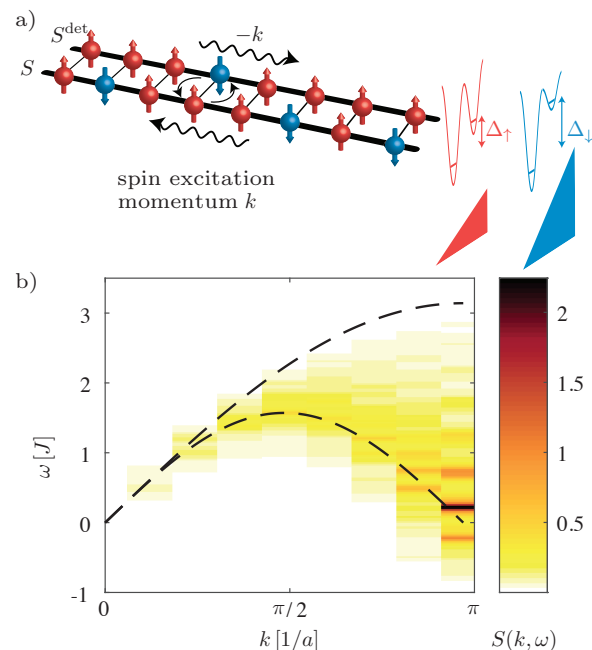 a)
S^det
S
−k
spin excitation
momentum k
Δ↑
Δ↓
b)
3
2
1
0
-1
ω [J]
0
π/2
π
k [1/a]
2
1.5
1
0.5
S(k, ω)